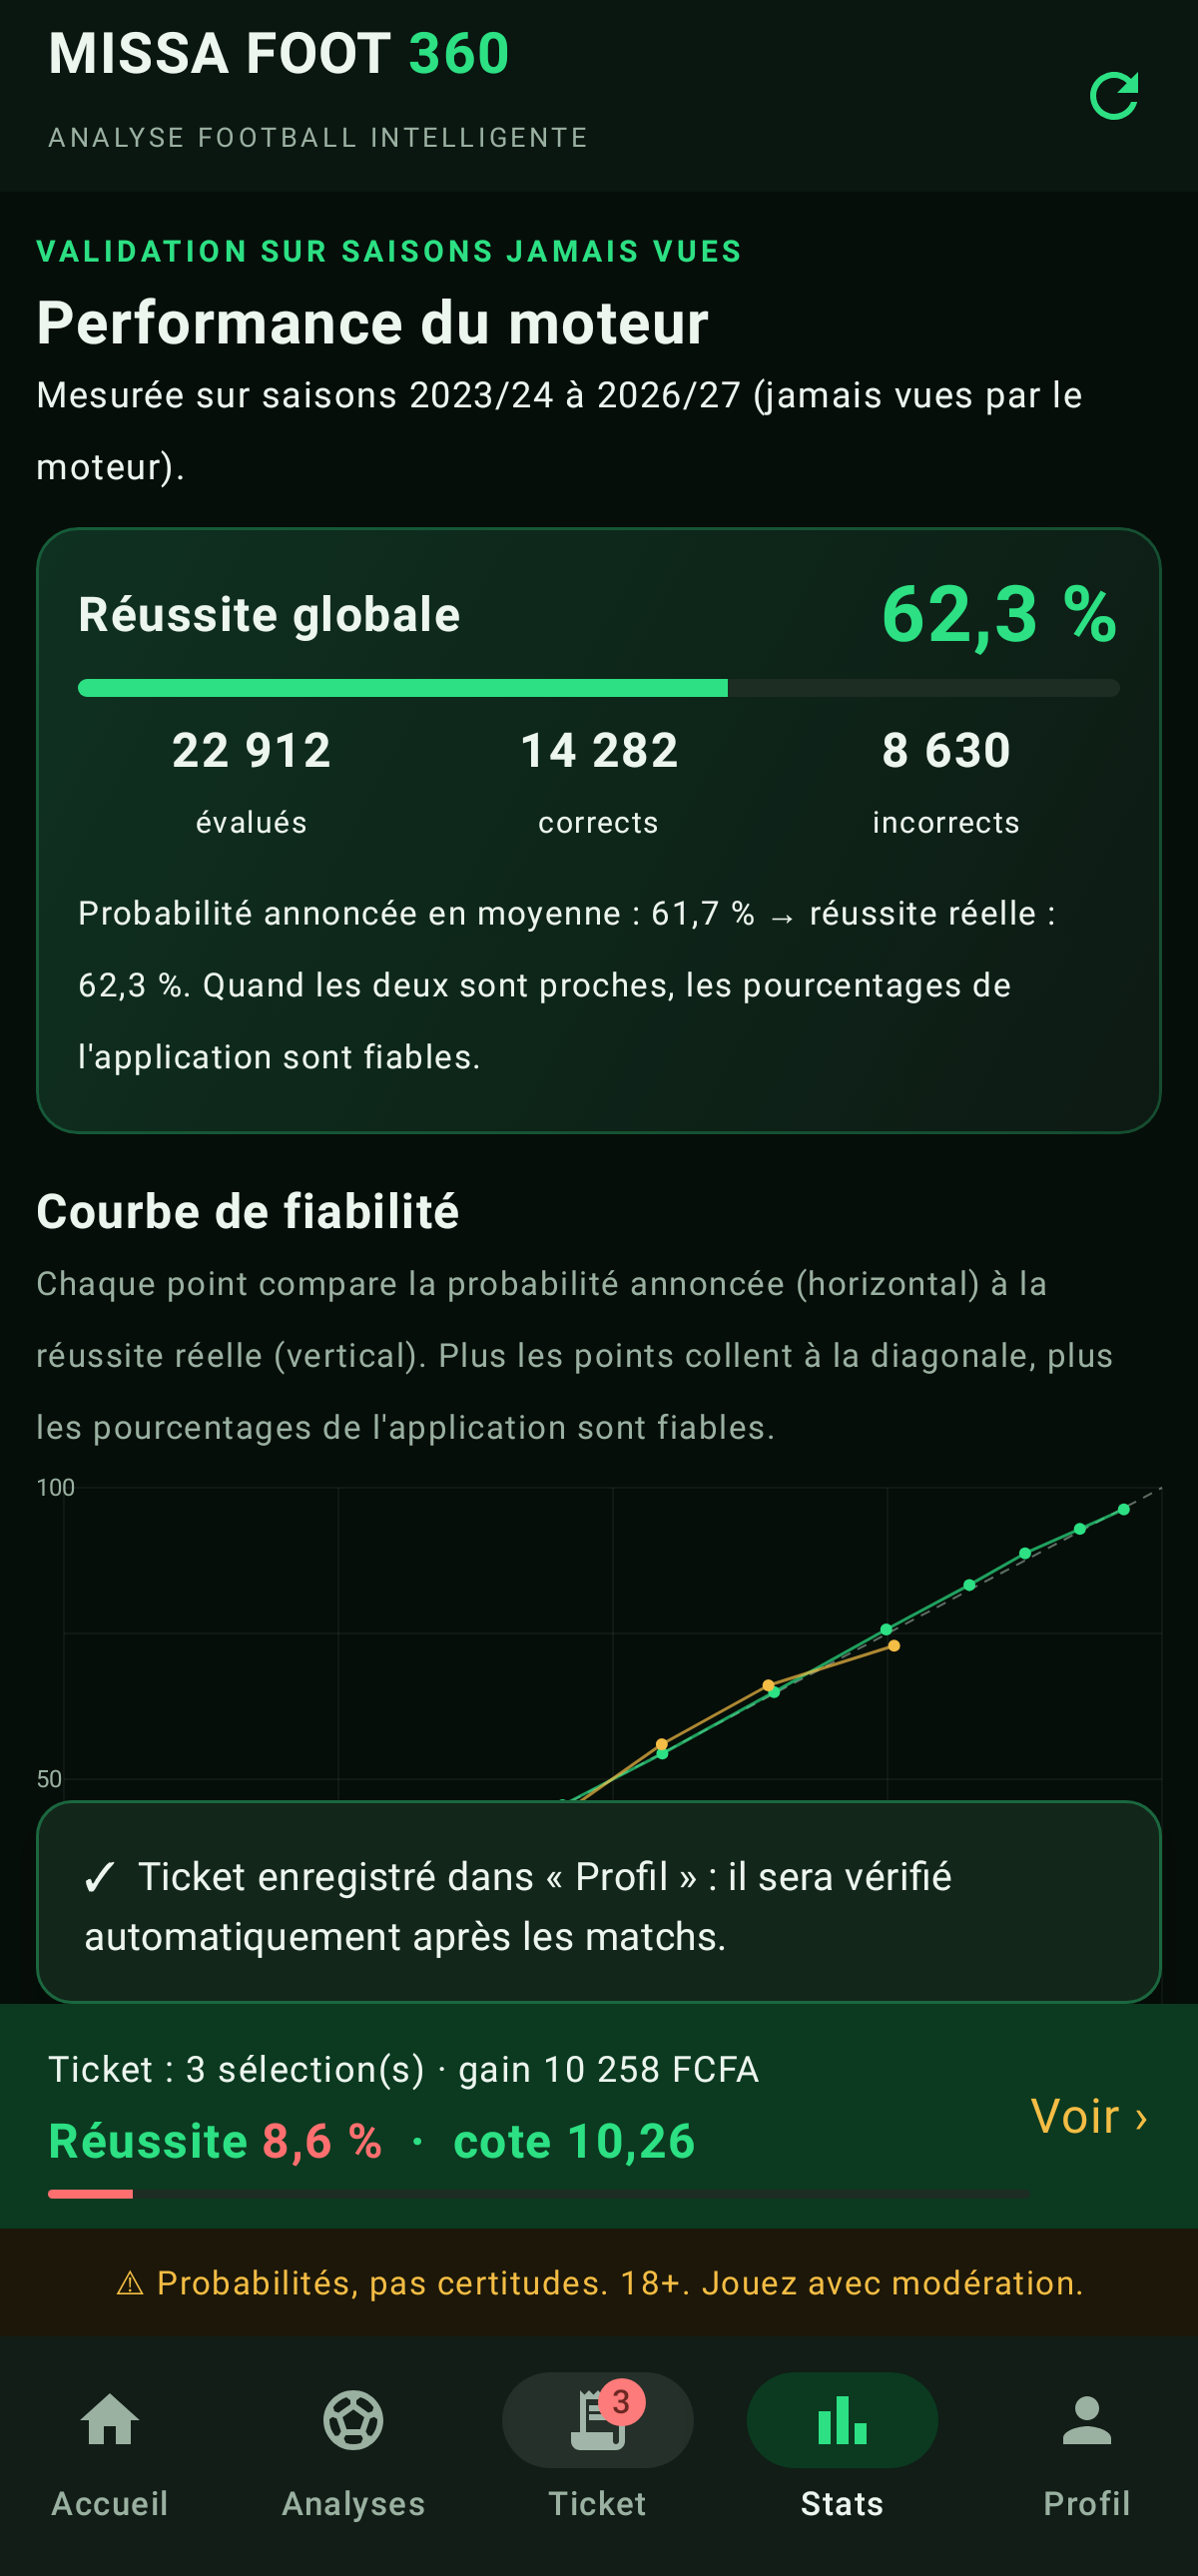 MISSA FOOT 360
ANALYSE FOOTBALL INTELLIGENTE
VALIDATION SUR SAISONS JAMAIS VUES
Performance du moteur
Mesurée sur saisons 2023/24 à 2026/27 (jamais vues par le
moteur).
Réussite globale
62,3 %
22 912
14 282
8 630
évalués
corrects
incorrects
Probabilité annoncée en moyenne : 61,7 % → réussite réelle :
62,3 %. Quand les deux sont proches, les pourcentages de
l'application sont fiables.
Courbe de fiabilité
Chaque point compare la probabilité annoncée (horizontal) à la
réussite réelle (vertical). Plus les points collent à la diagonale, plus
les pourcentages de l'application sont fiables.
100
50
✓ Ticket enregistré dans « Profil » : il sera vérifié
automatiquement après les matchs.
Ticket : 3 sélection(s) · gain 10 258 FCFA
Réussite 8,6 % · cote 10,26
Voir ›
⚠ Probabilités, pas certitudes. 18+. Jouez avec modération.
3
Accueil
Analyses
Ticket
Stats
Profil